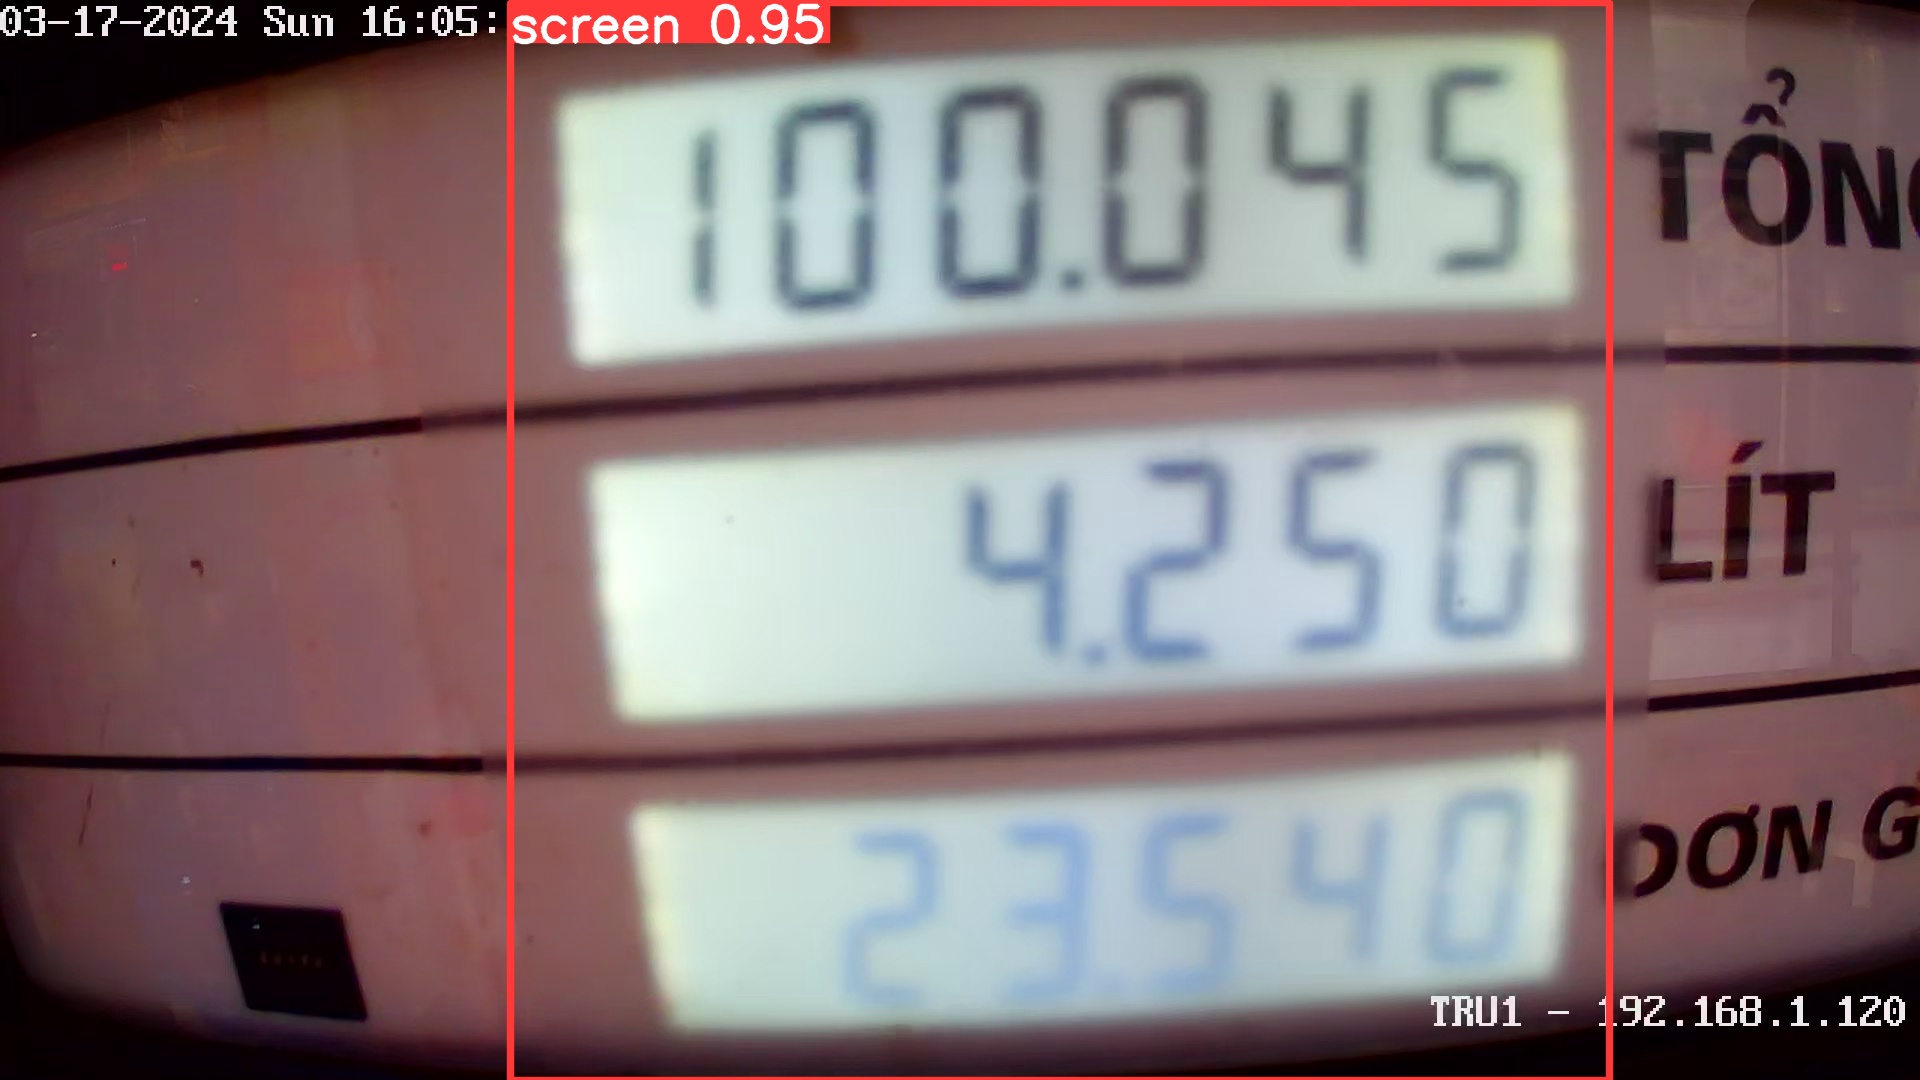 03-17-2024 Sun 16:05:
screen 0.95
100.045
TỔNG
4.250
LÍT
23.540
ĐƠN G
TRU1 - 192.168.1.120